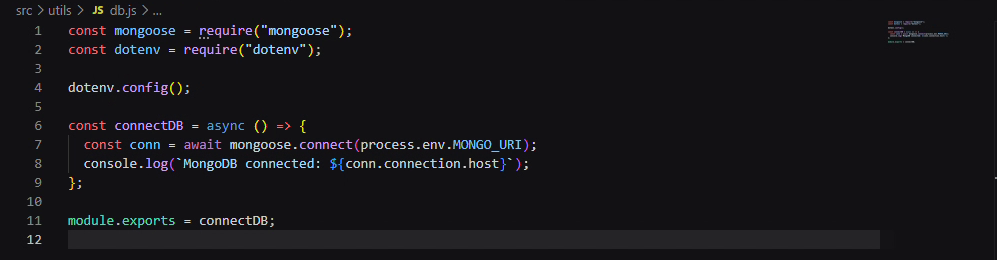 src > utils > JS db.js > ...
1 const mongoose = require("mongoose");
2 const dotenv = require("dotenv");
3
4 dotenv.config();
5
6 const connectDB = async () => {
7   const conn = await mongoose.connect(process.env.MONGO_URI);
8   console.log(`MongoDB connected: ${conn.connection.host}`);
9 };
10
11 module.exports = connectDB;
12